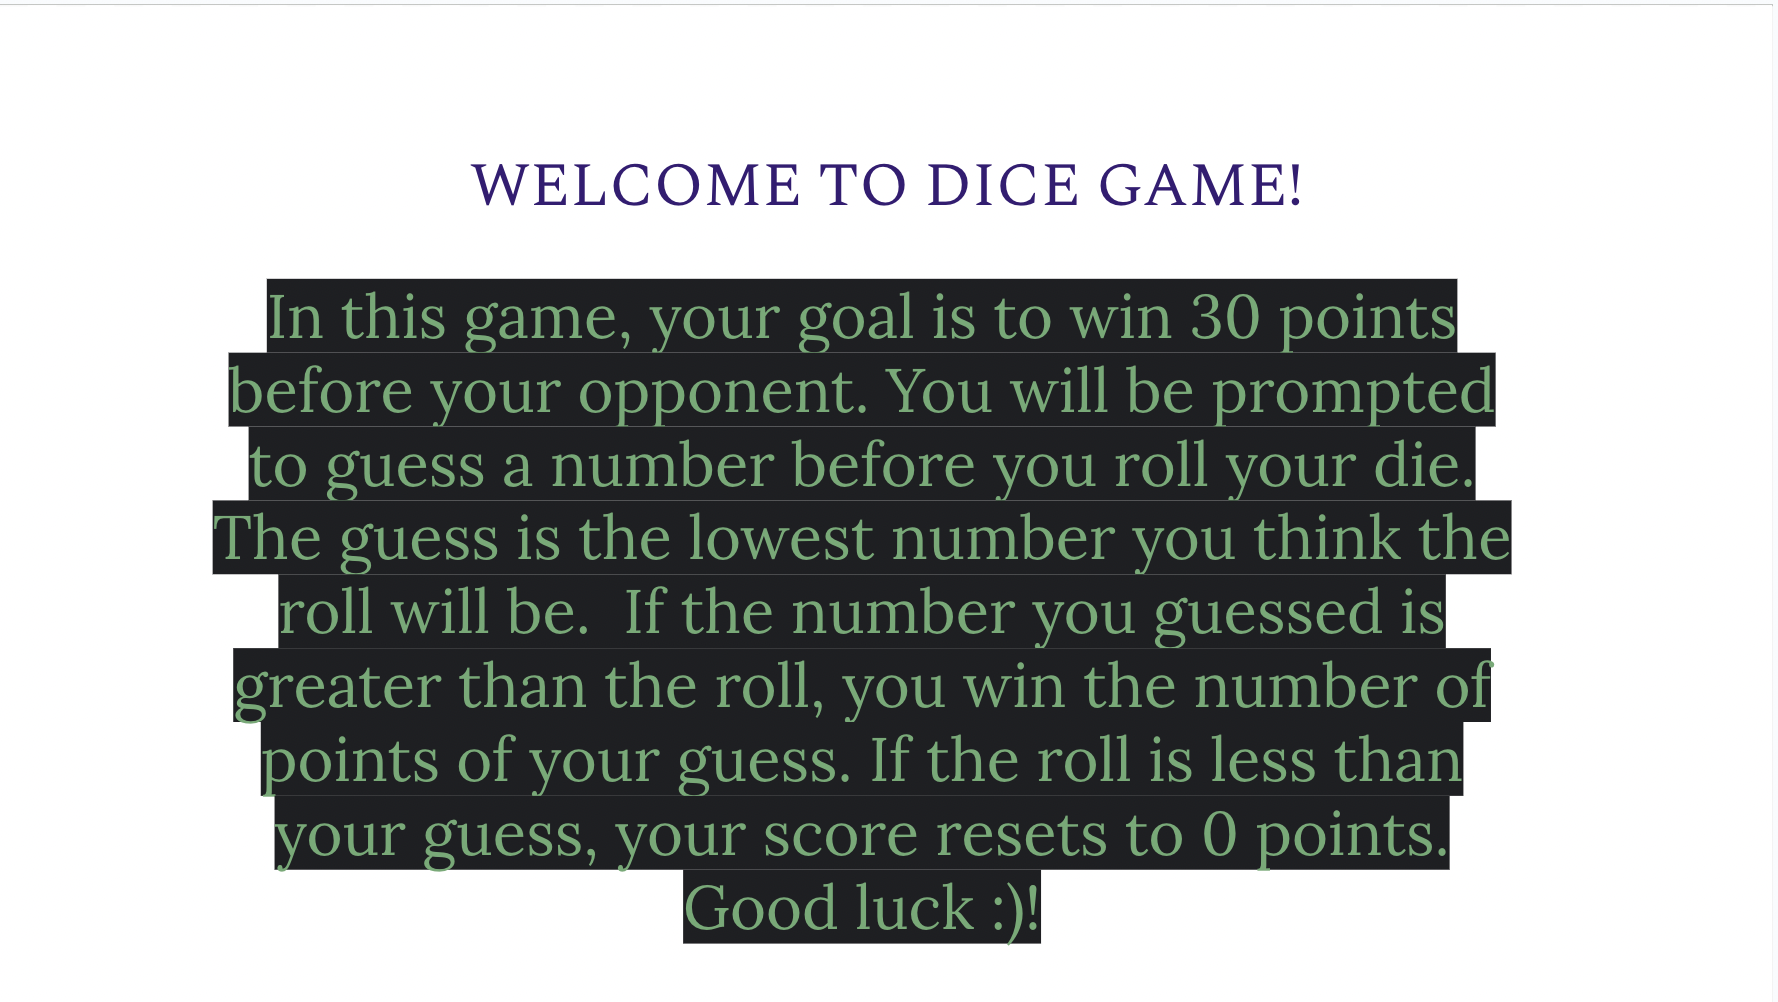 WELCOME TO DICE GAME!
In this game, your goal is to win 30 points
before your opponent. You will be prompted
to guess a number before you roll your die.
The guess is the lowest number you think the
roll will be.  If the number you guessed is
greater than the roll, you win the number of
points of your guess. If the roll is less than
your guess, your score resets to 0 points.
Good luck :)!